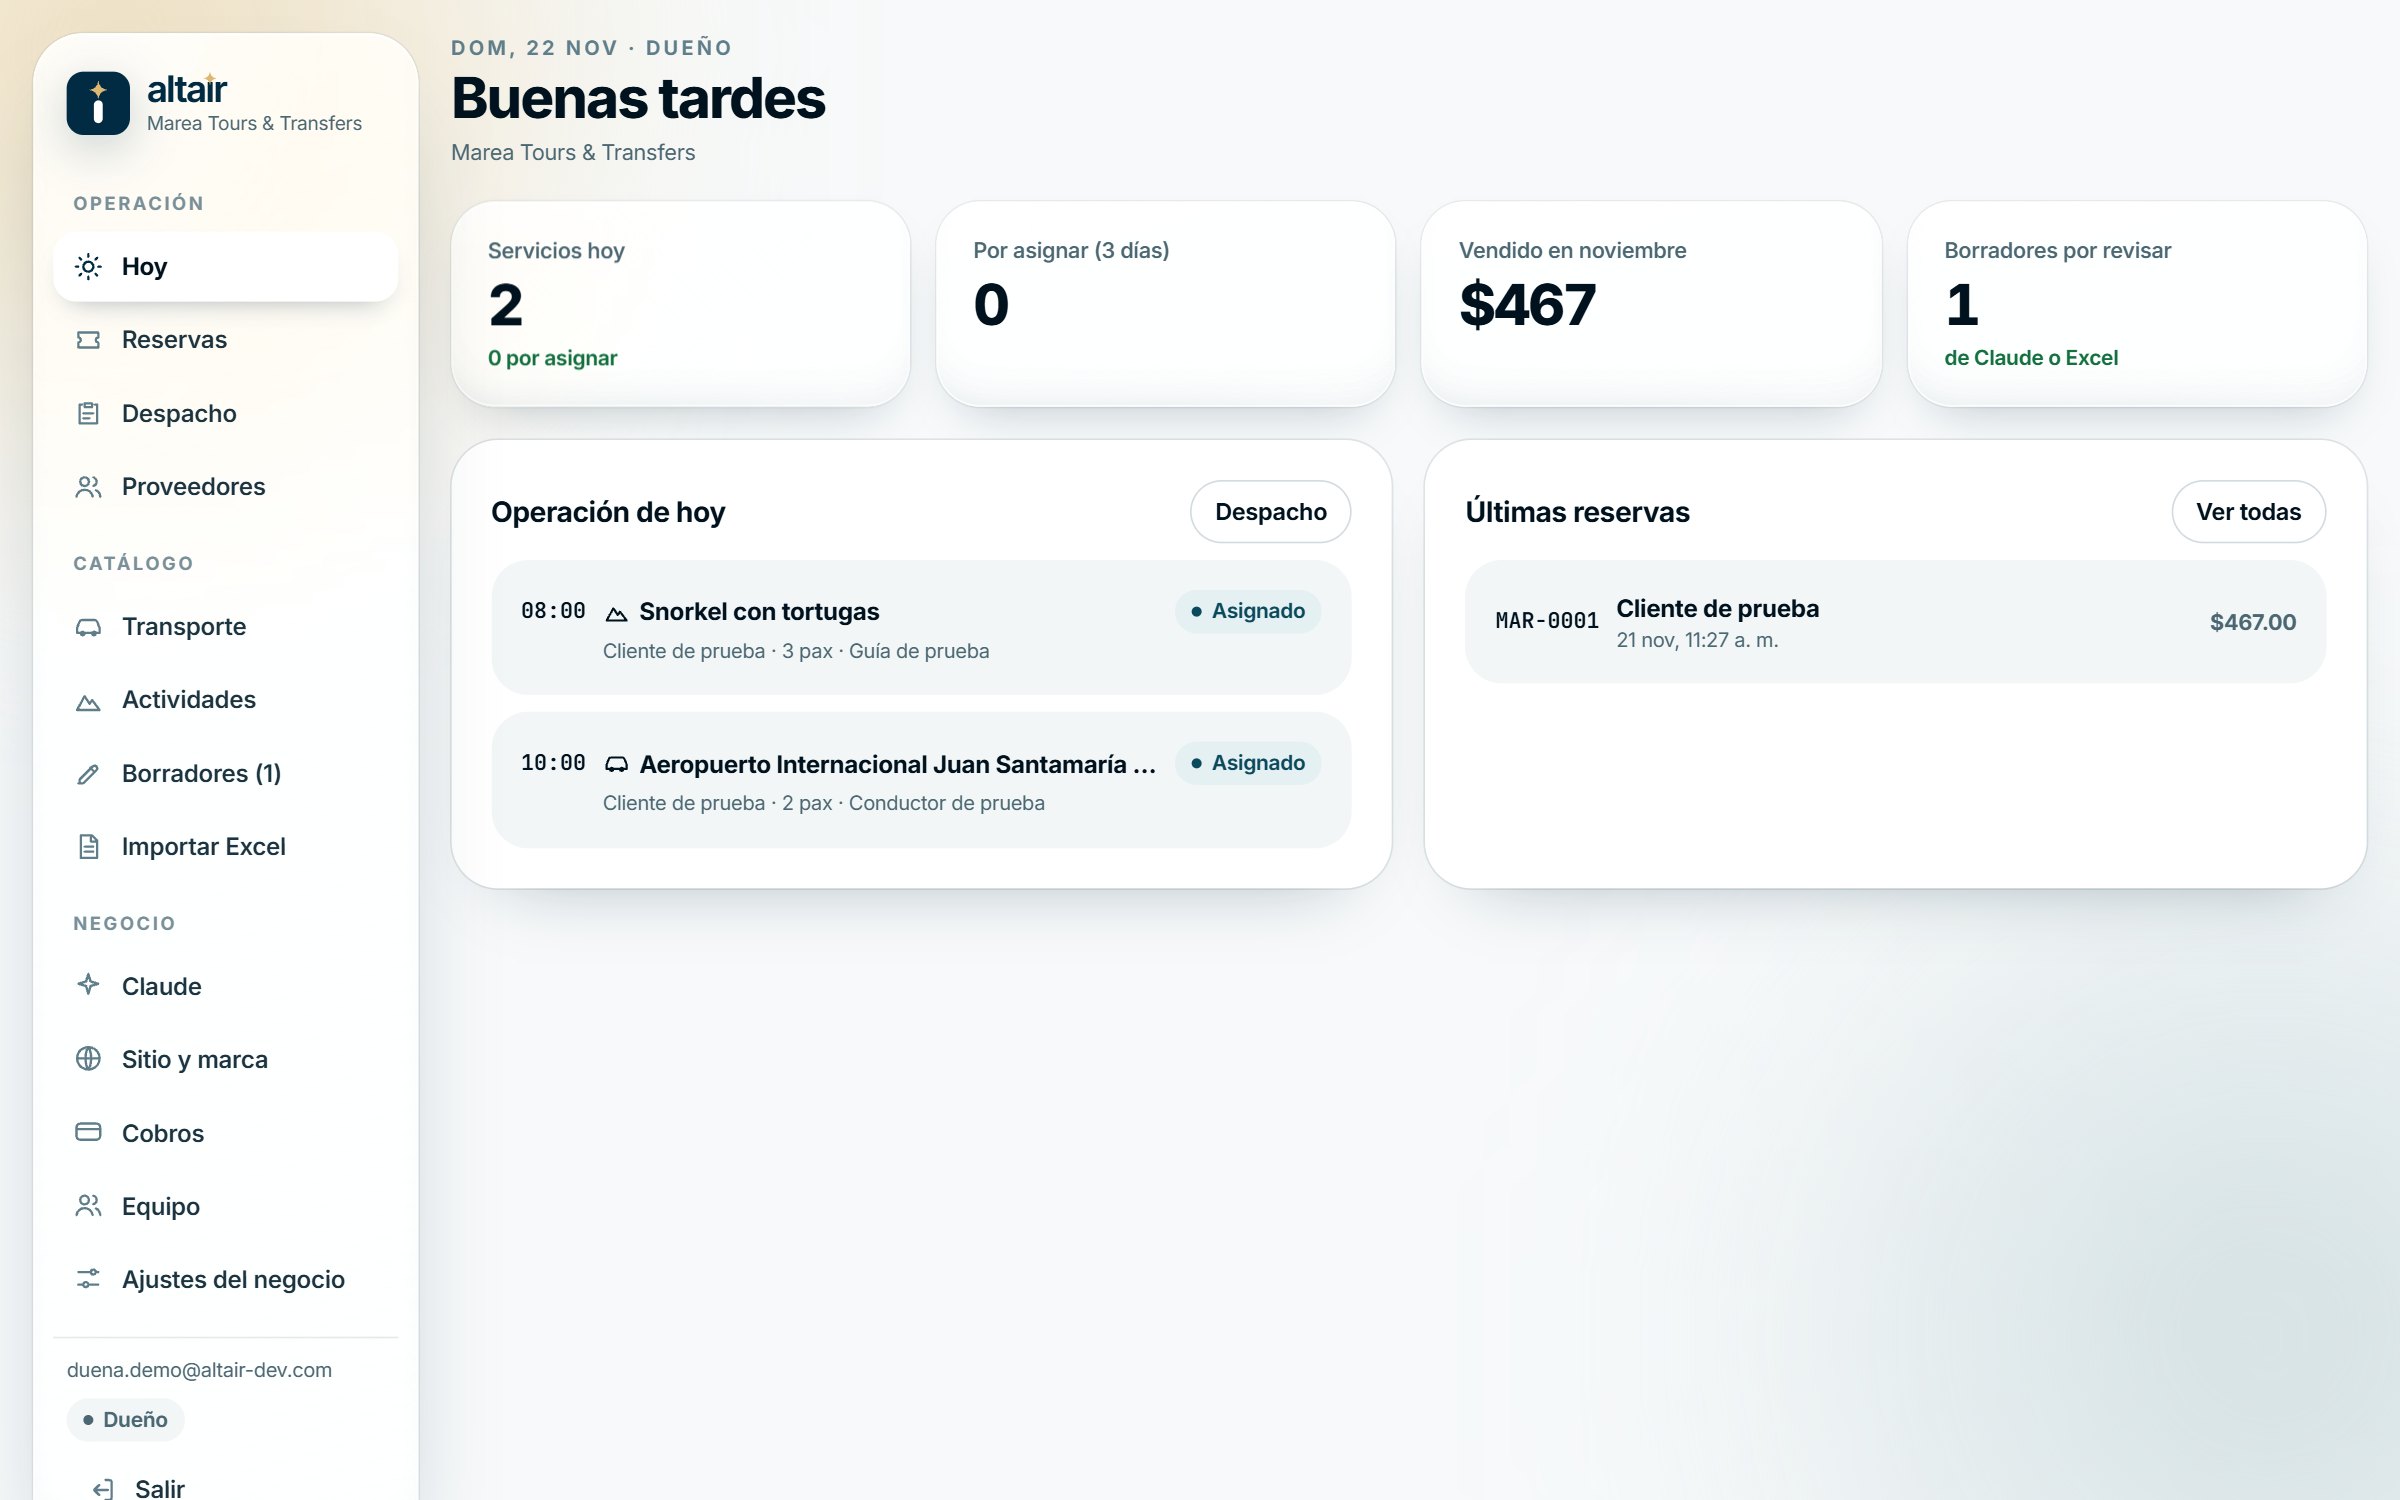 altair
Marea Tours & Transfers
OPERACIÓN
Hoy
Reservas
Despacho
Proveedores
CATÁLOGO
Transporte
Actividades
Borradores (1)
Importar Excel
NEGOCIO
Claude
Sitio y marca
Cobros
Equipo
Ajustes del negocio
duena.demo@altair-dev.com
Dueño
Salir
DOM, 22 NOV · DUEÑO
Buenas tardes
Marea Tours & Transfers
Servicios hoy
2
0 por asignar
Por asignar (3 días)
0
Vendido en noviembre
$467
Borradores por revisar
1
de Claude o Excel
Operación de hoy
Despacho
08:00 Snorkel con tortugas Asignado
Cliente de prueba · 3 pax · Guía de prueba
10:00 Aeropuerto Internacional Juan Santamaría ... Asignado
Cliente de prueba · 2 pax · Conductor de prueba
Últimas reservas
Ver todas
MAR-0001 Cliente de prueba $467.00
21 nov, 11:27 a. m.